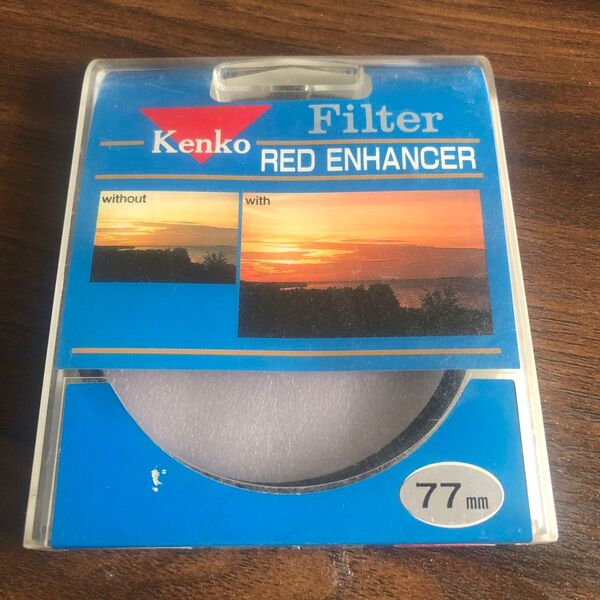 Filter
Kenko
RED ENHANCER
without
with
77mm